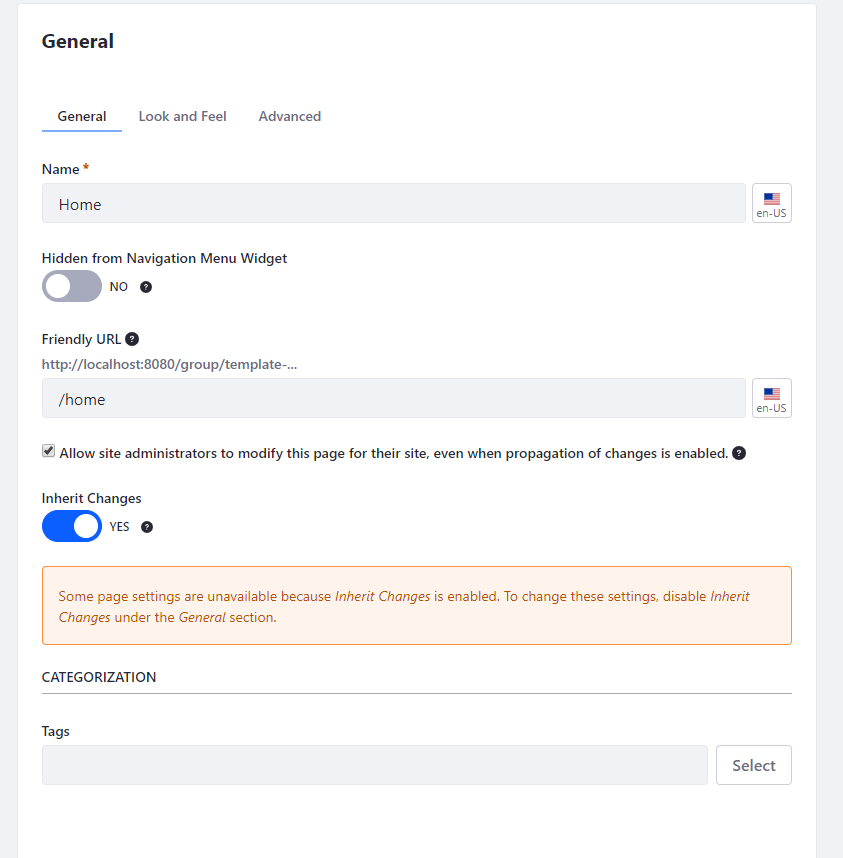 General
General Look and Feel Advanced
Name *
Home
en-US
Hidden from Navigation Menu Widget
NO ?
Friendly URL ?
http://localhost:8080/group/template-...
/home
en-US
Allow site administrators to modify this page for their site, even when propagation of changes is enabled. ?
Inherit Changes
YES ?
Some page settings are unavailable because Inherit Changes is enabled. To change these settings, disable Inherit
Changes under the General section.
CATEGORIZATION
Tags
Select